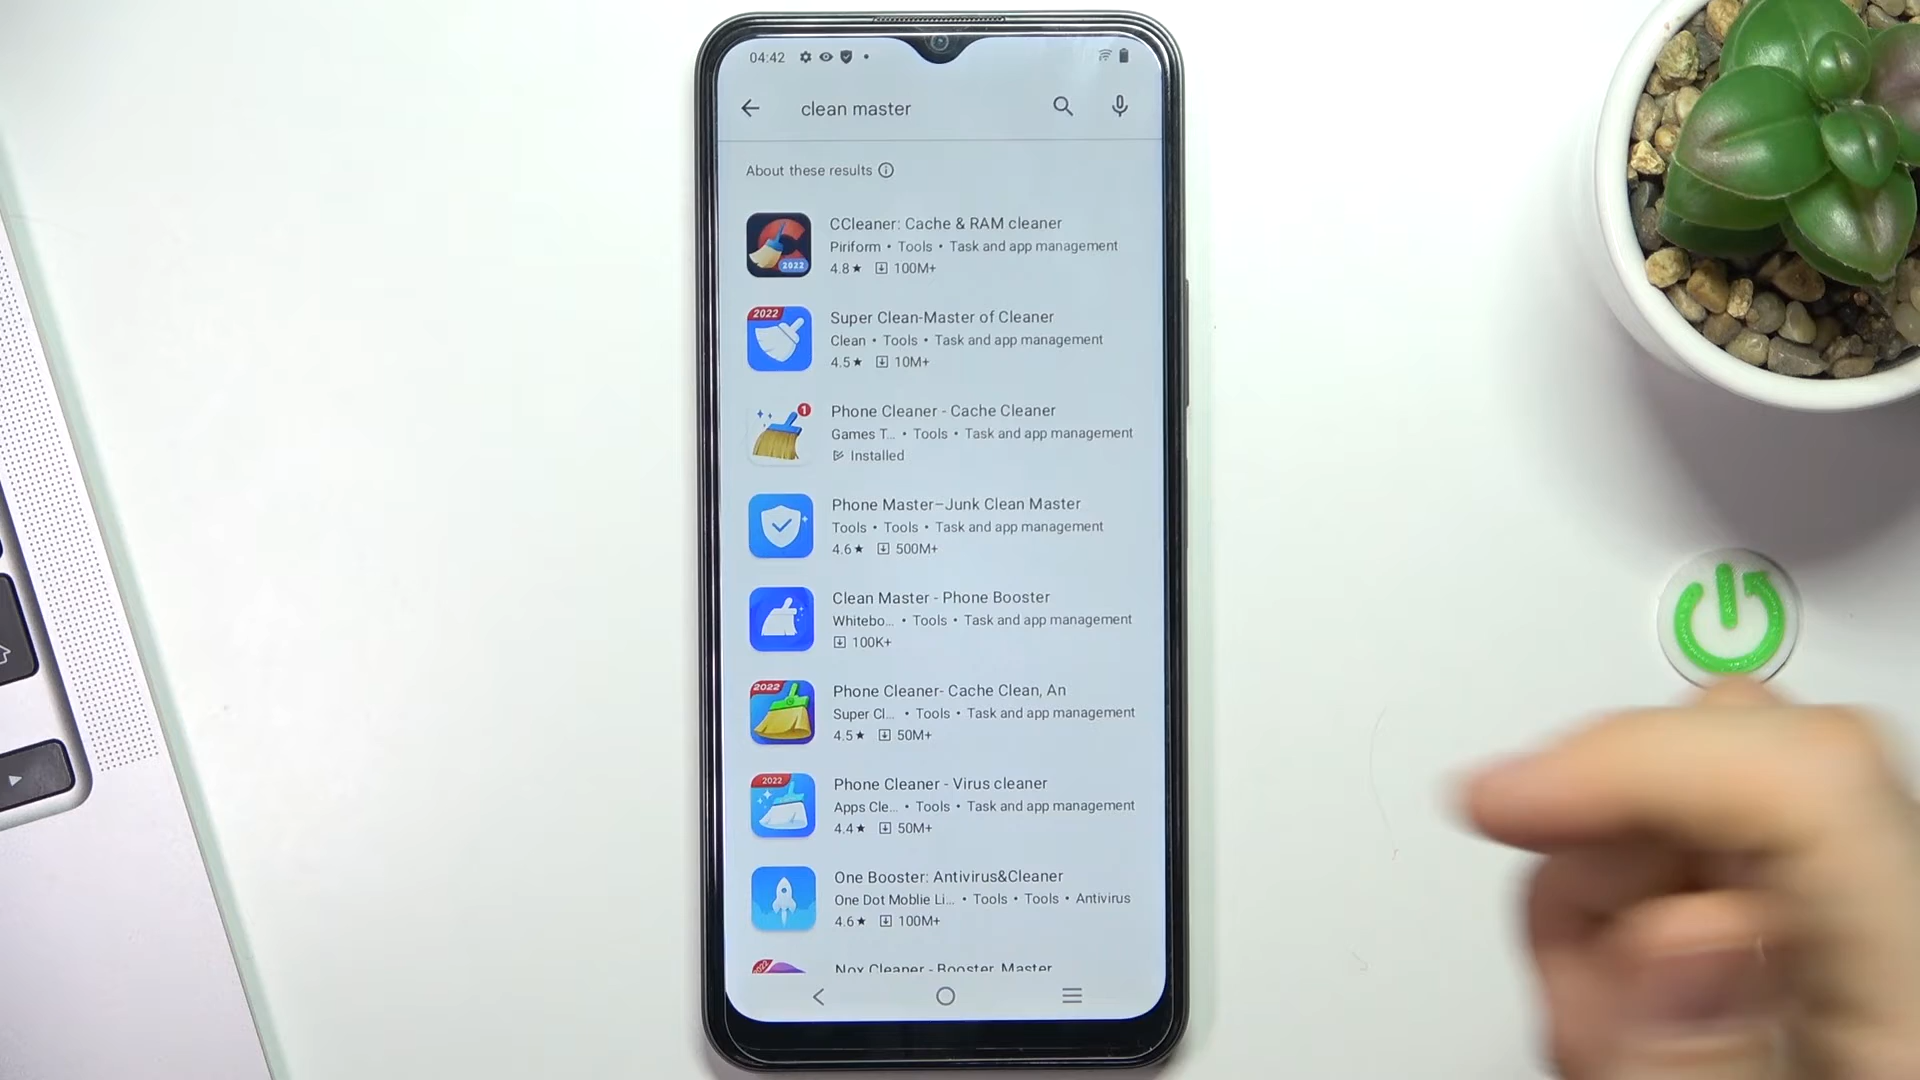 04:42
clean master
About these results
CCleaner: Cache & RAM cleaner
Piriform • Tools • Task and app management
4.8★ 100M+
2022
Super Clean-Master of Cleaner
Clean • Tools • Task and app management
4.5★ 10M+
2022
Phone Cleaner - Cache Cleaner
Games T... • Tools • Task and app management
Installed
1
Phone Master–Junk Clean Master
Tools • Tools • Task and app management
4.6★ 500M+
Clean Master - Phone Booster
Whitebo... • Tools • Task and app management
100K+
Phone Cleaner- Cache Clean, An
Super Cl... • Tools • Task and app management
4.5★ 50M+
2022
Phone Cleaner - Virus cleaner
Apps Cle... • Tools • Task and app management
4.4★ 50M+
2022
One Booster: Antivirus&Cleaner
One Dot Moblie Li... • Tools • Tools • Antivirus
4.6★ 100M+
Nox Cleaner - Booster, Master
2022